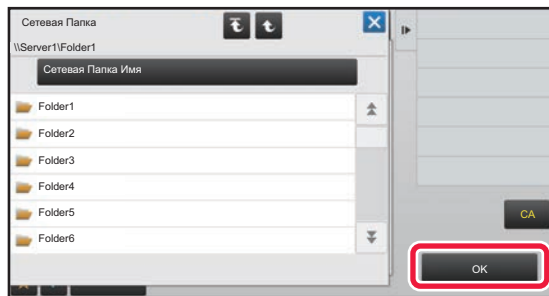 Сетевая Папка
\\Server1\Folder1
Сетевая Папка Имя
Folder1
Folder2
Folder3
Folder4
Folder5
Folder6
CA
OK